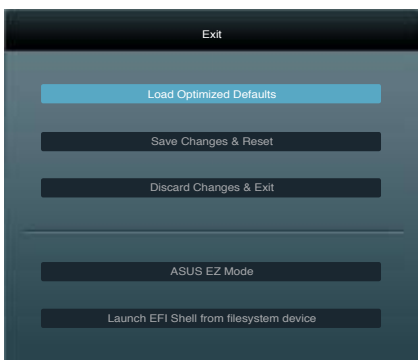 Exit
Load Optimized Defaults
Save Changes & Reset
Discard Changes & Exit
ASUS EZ Mode
Launch EFI Shell from filesystem device